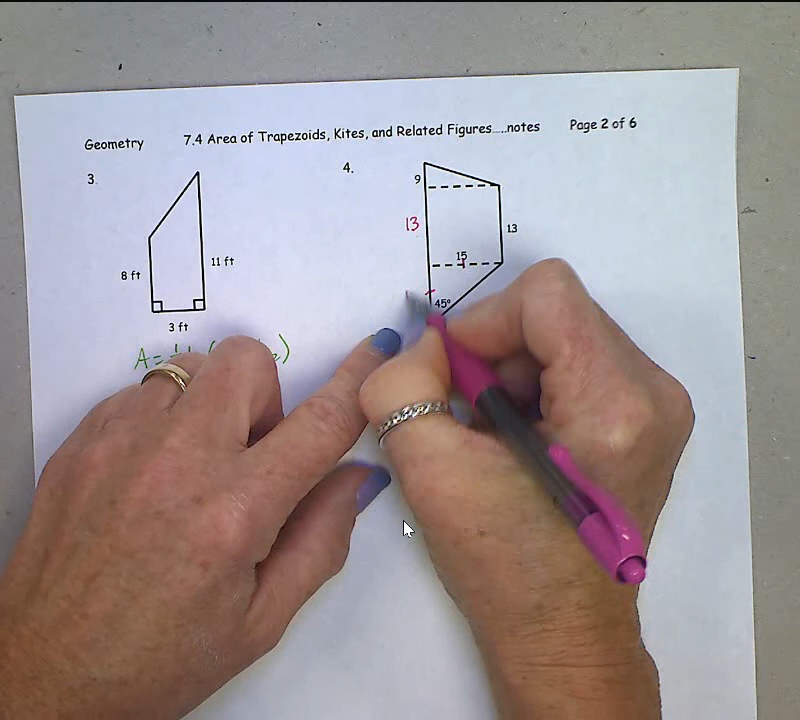 Geometry 7.4 Area of Trapezoids, Kites, and Related Figures.....notes Page 2 of 6
3. 4.
9
13 13
8 ft 11 ft 15
45°
3 ft
A=